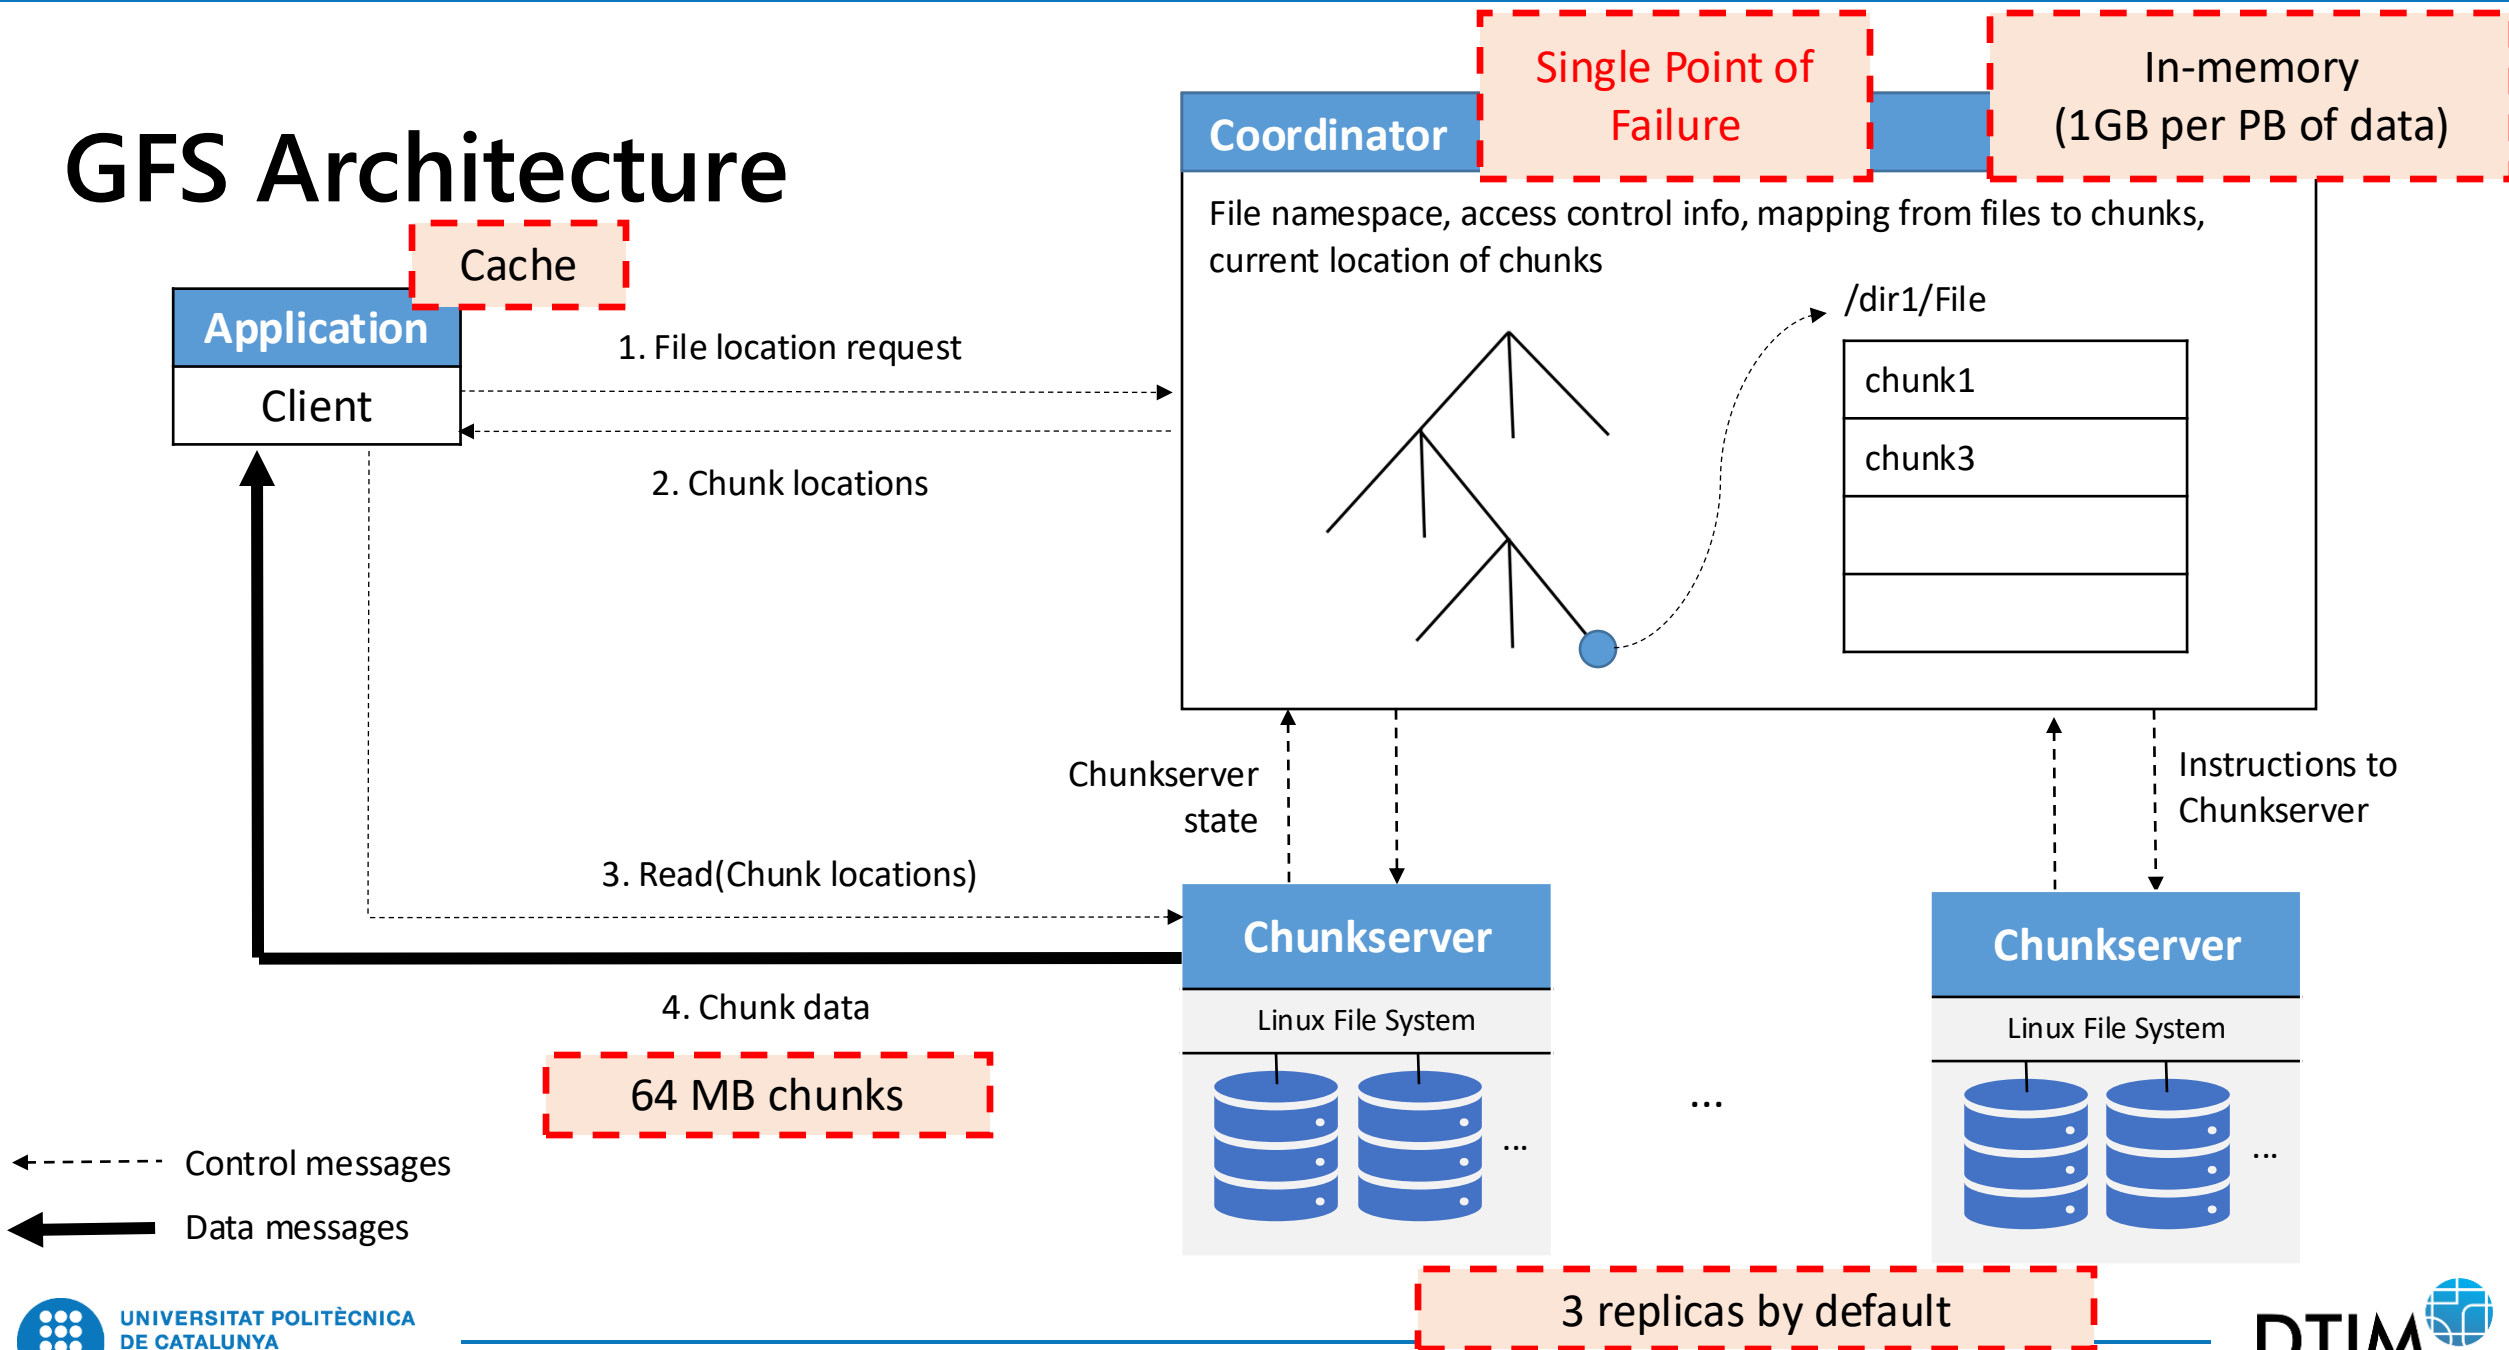 GFS Architecture
Cache
Application
Client
1. File location request
2. Chunk locations
3. Read(Chunk locations)
4. Chunk data
64 MB chunks
Control messages
Data messages
Coordinator
Single Point of
Failure
In-memory
(1GB per PB of data)
File namespace, access control info, mapping from files to chunks,
current location of chunks
/dir1/File
chunk1
chunk3
Chunkserver
state
Instructions to
Chunkserver
Chunkserver
Linux File System
...
...
Chunkserver
Linux File System
...
3 replicas by default
UNIVERSITAT POLITÈCNICA
DE CATALUNYA
DTIM